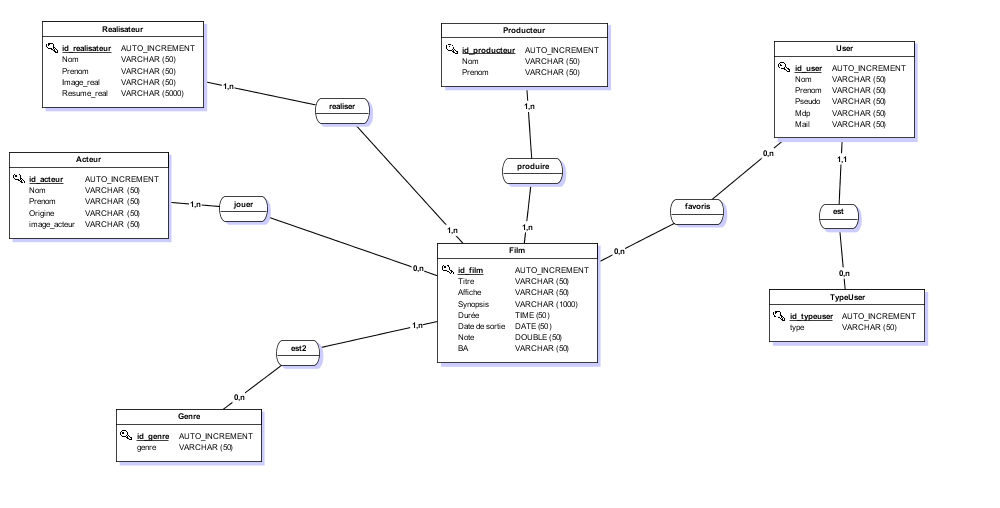 Realisateur
id_realisateur AUTO_INCREMENT
Nom VARCHAR (50)
Prenom VARCHAR (50)
Image_real VARCHAR (50)
Resume_real VARCHAR (5000)
Producteur
id_producteur AUTO_INCREMENT
Nom VARCHAR (50)
Prenom VARCHAR (50)
User
id_user AUTO_INCREMENT
Nom VARCHAR (50)
Prenom VARCHAR (50)
Pseudo VARCHAR (50)
Mdp VARCHAR (50)
Mail VARCHAR (50)
1,n
realiser
1,n
1,n
produire
1,n
Acteur
id_acteur AUTO_INCREMENT
Nom VARCHAR (50)
Prenom VARCHAR (50)
Origine VARCHAR (50)
image_acteur VARCHAR (50)
1,n
jouer
0,n
0,n
favoris
0,n
1,1
est
0,n
Film
id_film AUTO_INCREMENT
Titre VARCHAR (50)
Affiche VARCHAR (50)
Synopsis VARCHAR (1000)
Durée TIME (50)
Date de sortie DATE (50)
Note DOUBLE (50)
BA VARCHAR (50)
TypeUser
id_typeuser AUTO_INCREMENT
type VARCHAR (50)
1,n
est2
0,n
Genre
id_genre AUTO_INCREMENT
genre VARCHAR (50)